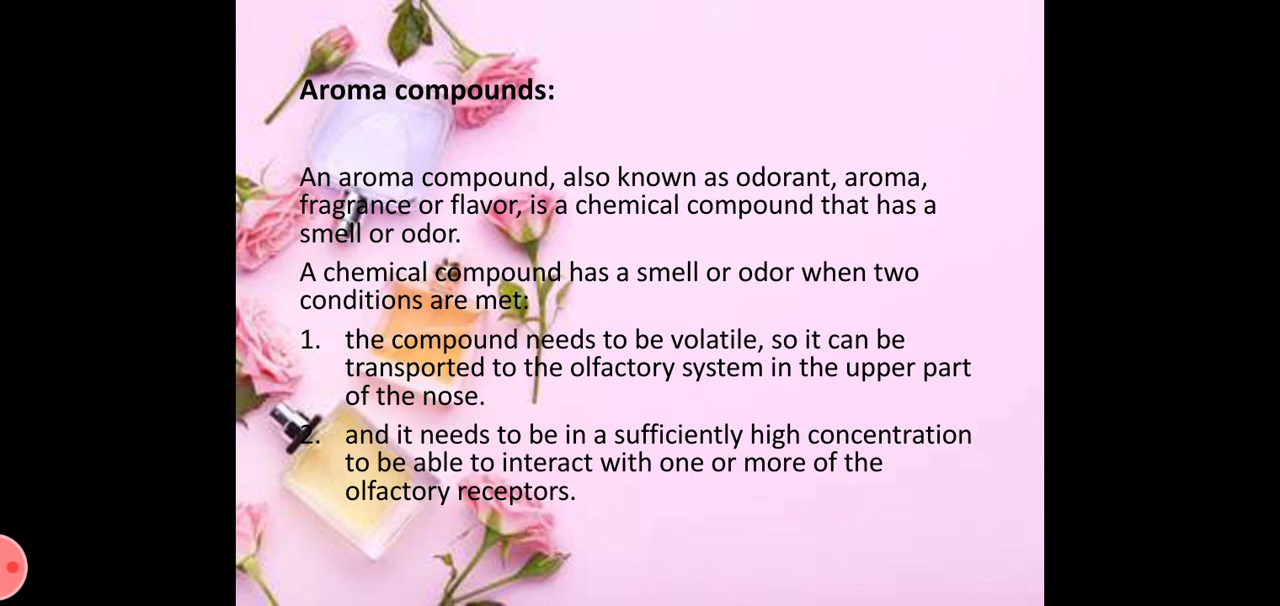 Aroma compounds:
An aroma compound, also known as odorant, aroma,
fragrance or flavor, is a chemical compound that has a
smell or odor.
A chemical compound has a smell or odor when two
conditions are met:
1. the compound needs to be volatile, so it can be
transported to the olfactory system in the upper part
of the nose.
2. and it needs to be in a sufficiently high concentration
to be able to interact with one or more of the
olfactory receptors.